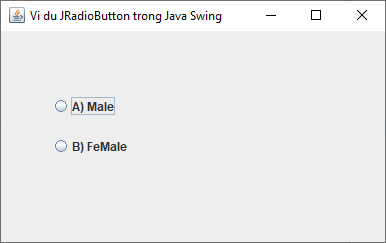 Vi du JRadioButton trong Java Swing
A) Male
B) FeMale